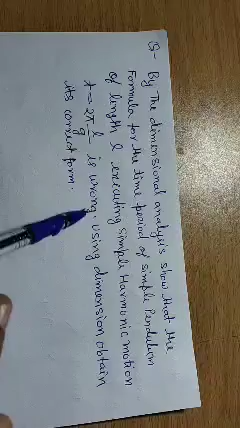 Q- By The dimensional analysis show that the
Formula for the time period of simple Pendulum
of length l executing Simple Harmonic motion
t = 2π l/g is wrong. Using dimension obtain
its correct form.